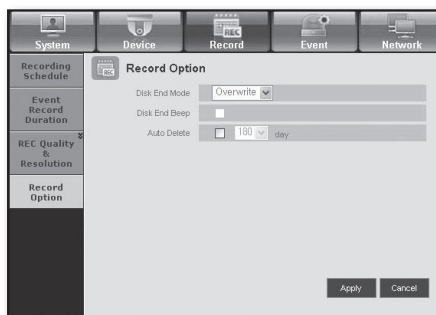 System
Device
REC
Record
Event
Network
Recording
Schedule
Event
Record
Duration
REC Quality
&
Resolution
Record
Option
REC
Record Option
Disk End Mode Overwrite
Disk End Beep
Auto Delete 180 day
Apply Cancel